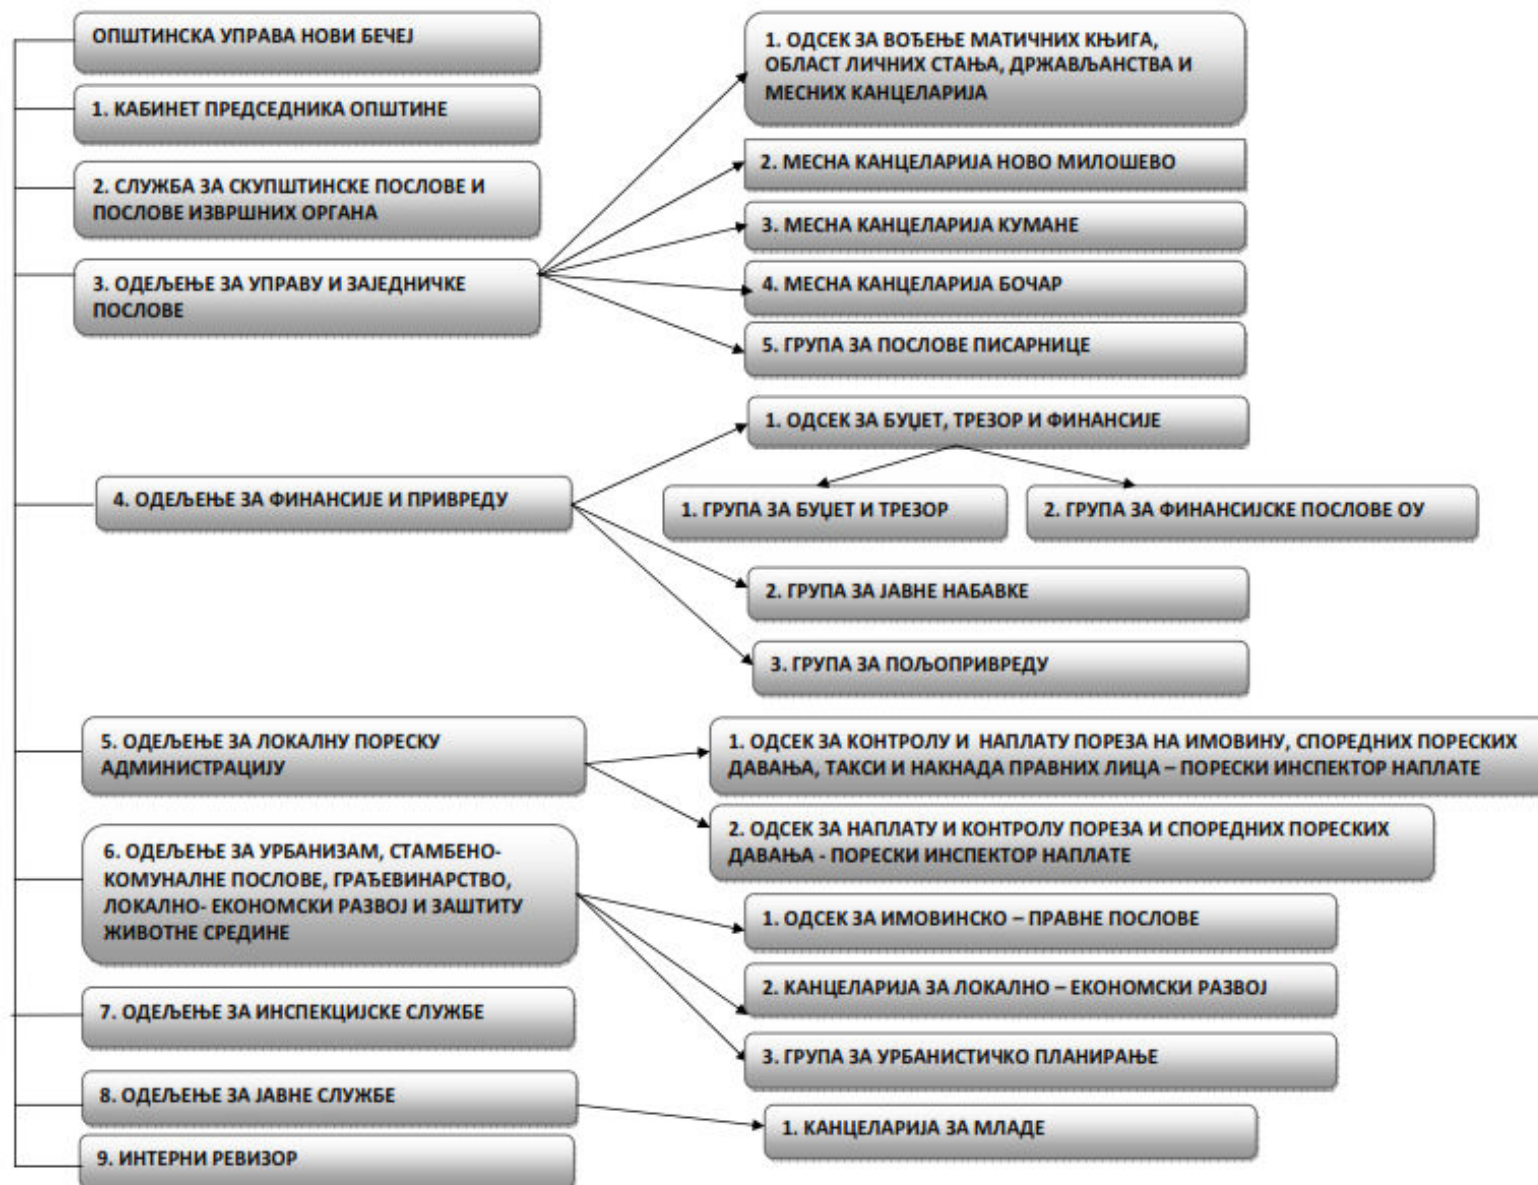 ОПШТИНСКА УПРАВА НОВИ БЕЧЕЈ
1. КАБИНЕТ ПРЕДСЕДНИКА ОПШТИНЕ
2. СЛУЖБА ЗА СКУПШТИНСКЕ ПОСЛОВЕ И
ПОСЛОВЕ ИЗВРШНИХ ОРГАНА
3. ОДЕЉЕЊЕ ЗА УПРАВУ И ЗАЈЕДНИЧКЕ
ПОСЛОВЕ
1. ОДСЕК ЗА ВОЂЕЊЕ МАТИЧНИХ КЊИГА,
ОБЛАСТ ЛИЧНИХ СТАЊА, ДРЖАВЉАНСТВА И
МЕСНИХ КАНЦЕЛАРИЈА
2. МЕСНА КАНЦЕЛАРИЈА НОВО МИЛОШЕВО
3. МЕСНА КАНЦЕЛАРИЈА КУМАНЕ
4. МЕСНА КАНЦЕЛАРИЈА БОЧАР
5. ГРУПА ЗА ПОСЛОВЕ ПИСАРНИЦЕ
4. ОДЕЉЕЊЕ ЗА ФИНАНСИЈЕ И ПРИВРЕДУ
1. ОДСЕК ЗА БУЏЕТ, ТРЕЗОР И ФИНАНСИЈЕ
1. ГРУПА ЗА БУЏЕТ И ТРЕЗОР
2. ГРУПА ЗА ФИНАНСИЈСКЕ ПОСЛОВЕ ОУ
2. ГРУПА ЗА ЈАВНЕ НАБАВКЕ
3. ГРУПА ЗА ПОЉОПРИВРЕДУ
5. ОДЕЉЕЊЕ ЗА ЛОКАЛНУ ПОРЕСКУ
АДМИНИСТРАЦИЈУ
1. ОДСЕК ЗА КОНТРОЛУ И НАПЛАТУ ПОРЕЗА НА ИМОВИНУ, СПОРЕДНИХ ПОРЕСКИХ
ДАВАЊА, ТАКСИ И НАКНАДА ПРАВНИХ ЛИЦА – ПОРЕСКИ ИНСПЕКТОР НАПЛАТЕ
2. ОДСЕК ЗА НАПЛАТУ И КОНТРОЛУ ПОРЕЗА И СПОРЕДНИХ ПОРЕСКИХ
ДАВАЊА - ПОРЕСКИ ИНСПЕКТОР НАПЛАТЕ
6. ОДЕЉЕЊЕ ЗА УРБАНИЗАМ, СТАМБЕНО-
КОМУНАЛНЕ ПОСЛОВЕ, ГРАЂЕВИНАРСТВО,
ЛОКАЛНО- ЕКОНОМСКИ РАЗВОЈ И ЗАШТИТУ
ЖИВОТНЕ СРЕДИНЕ
1. ОДСЕК ЗА ИМОВИНСКО – ПРАВНЕ ПОСЛОВЕ
2. КАНЦЕЛАРИЈА ЗА ЛОКАЛНО – ЕКОНОМСКИ РАЗВОЈ
3. ГРУПА ЗА УРБАНИСТИЧКО ПЛАНИРАЊЕ
7. ОДЕЉЕЊЕ ЗА ИНСПЕКЦИЈСКЕ СЛУЖБЕ
8. ОДЕЉЕЊЕ ЗА ЈАВНЕ СЛУЖБЕ
1. КАНЦЕЛАРИЈА ЗА МЛАДЕ
9. ИНТЕРНИ РЕВИЗОР